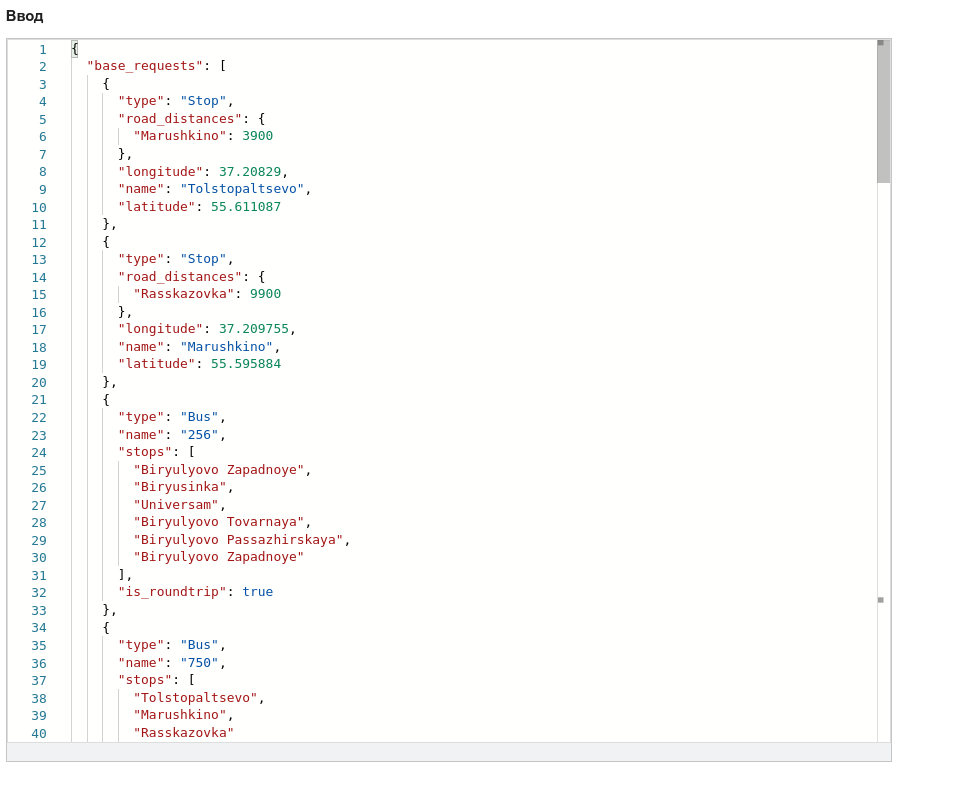 Ввод
1 {
2 "base_requests": [
3 {
4 "type": "Stop",
5 "road_distances": {
6 "Marushkino": 3900
7 },
8 "longitude": 37.20829,
9 "name": "Tolstopaltsevo",
10 "latitude": 55.611087
11 },
12 {
13 "type": "Stop",
14 "road_distances": {
15 "Rasskazovka": 9900
16 },
17 "longitude": 37.209755,
18 "name": "Marushkino",
19 "latitude": 55.595884
20 },
21 {
22 "type": "Bus",
23 "name": "256",
24 "stops": [
25 "Biryulyovo Zapadnoye",
26 "Biryusinka",
27 "Universam",
28 "Biryulyovo Tovarnaya",
29 "Biryulyovo Passazhirskaya",
30 "Biryulyovo Zapadnoye"
31 ],
32 "is_roundtrip": true
33 },
34 {
35 "type": "Bus",
36 "name": "750",
37 "stops": [
38 "Tolstopaltsevo",
39 "Marushkino",
40 "Rasskazovka"